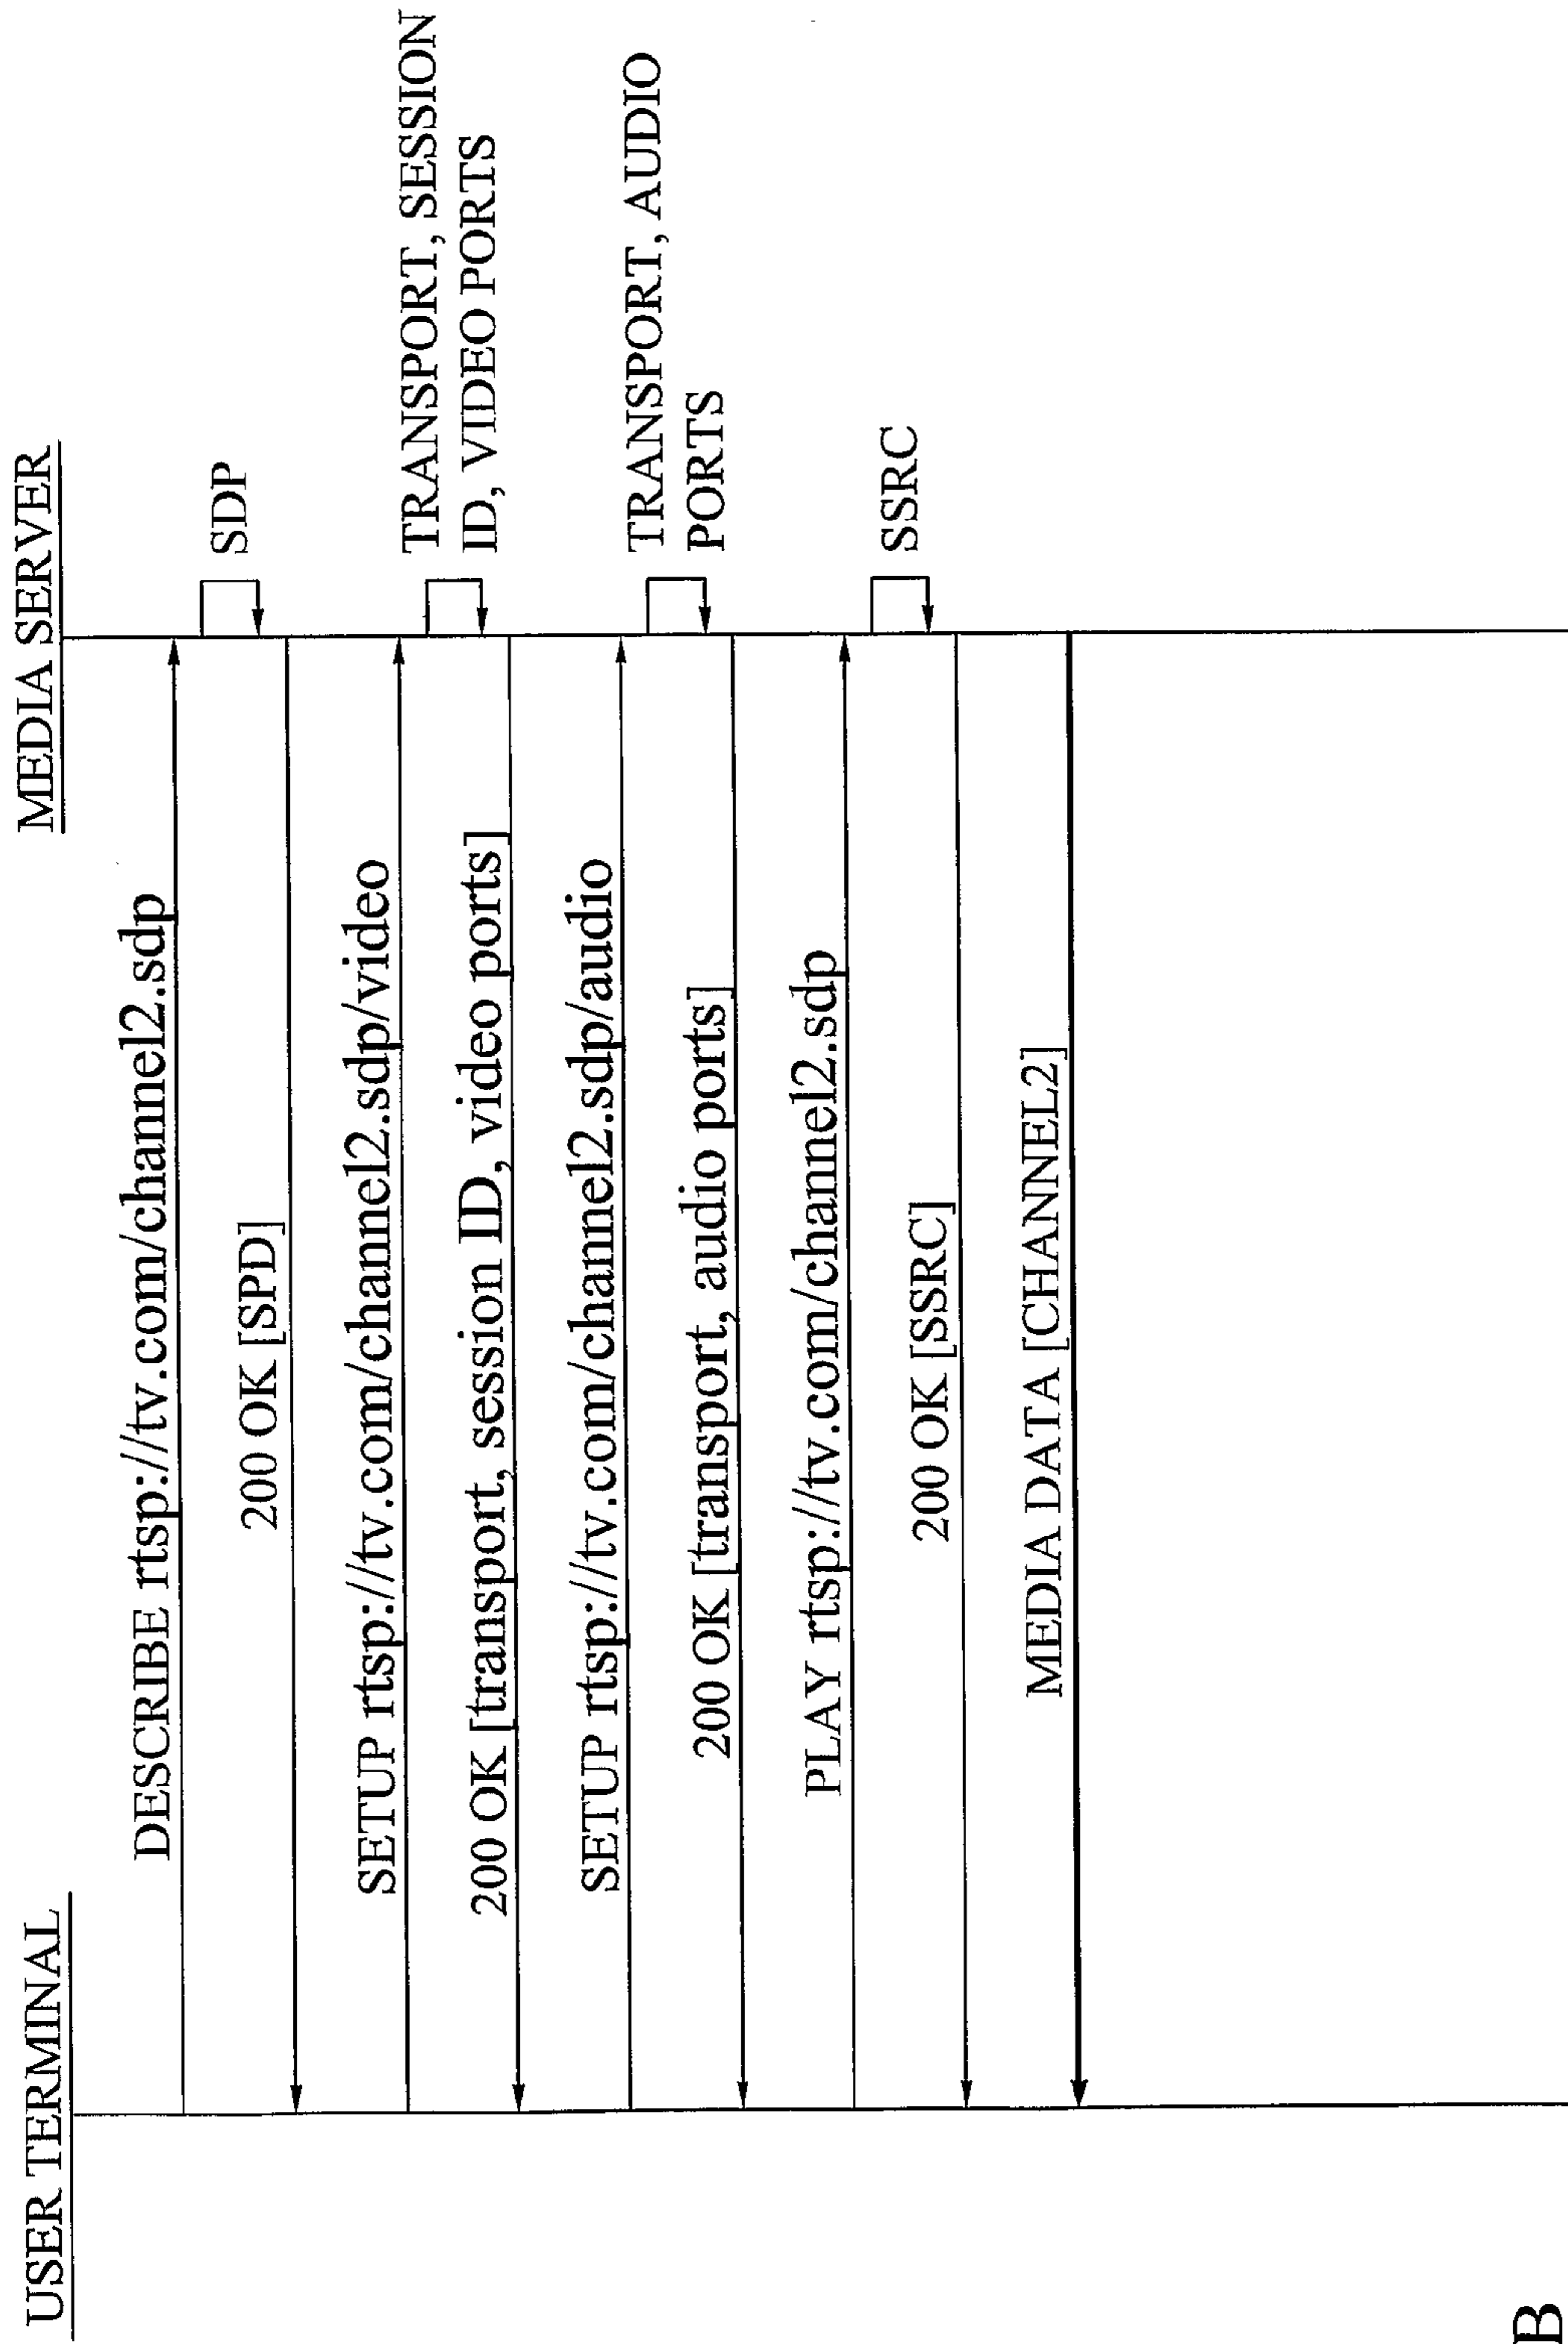 USER TERMINAL
MEDIA SERVER
DESCRIBE rtsp://tv.com/channel2.sdp
SDP
200 OK [SPD]
SETUP rtsp://tv.com/channel2.sdp/video
TRANSPORT, SESSION
ID, VIDEO PORTS
200 OK [transport, session ID, video ports]
SETUP rtsp://tv.com/channel2.sdp/audio
TRANSPORT, AUDIO
PORTS
200 OK [transport, audio ports]
PLAY rtsp://tv.com/channel2.sdp
SSRC
200 OK [SSRC]
MEDIA DATA [CHANNEL2]
B